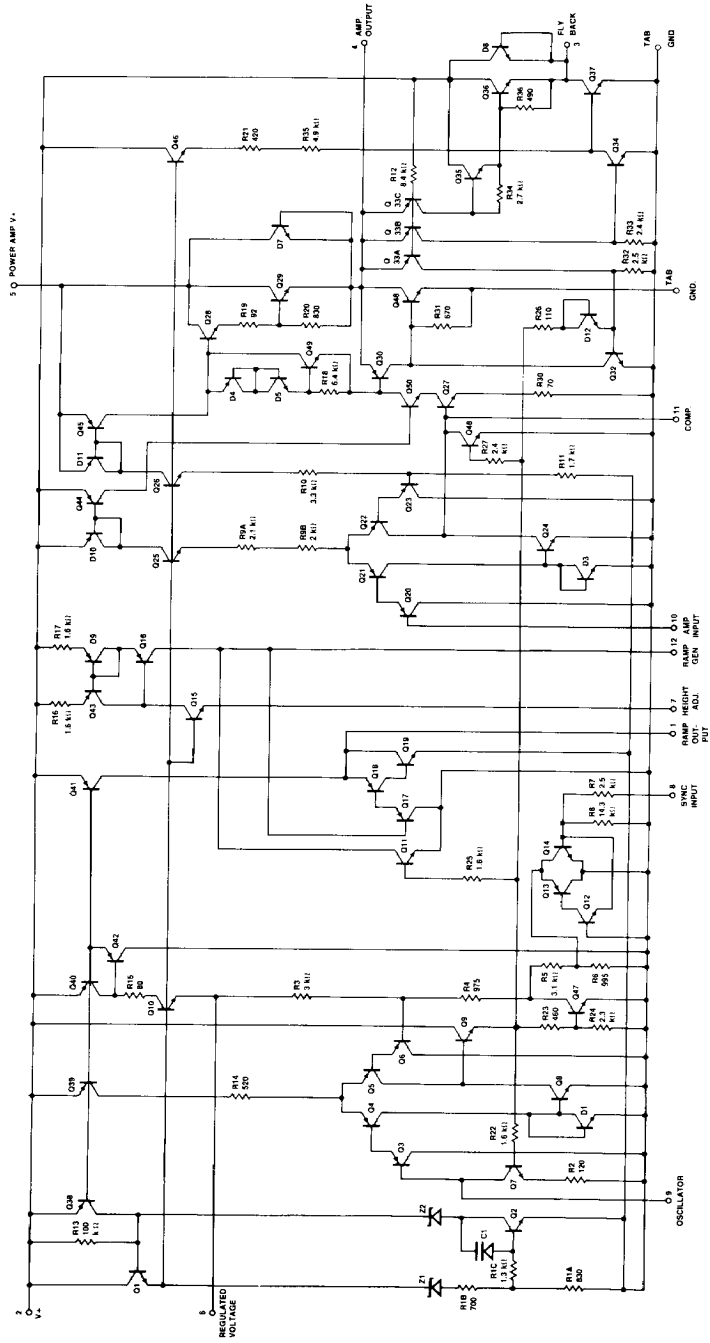 2
V+
6
REGULATED
VOLTAGE
5 POWER AMP V+
4 AMP
OUTPUT
FLY
BACK
3
TAB
GND
TAB
GND.
11
COMP
10
AMP
INPUT
12
RAMP
GEN
7
HEIGHT
ADJ.
1
RAMP
OUT-
PUT
8
SYNC
INPUT
9
OSCILLATOR
R13
100
kΩ
Q1
Q38
Z1
R1B
700
Z2
C1
R1C
1.3 kΩ
R1A
830
Q2
Q39
R14
520
Q3
Q4
Q5
Q6
Q7
R2
120
R22
1.6 kΩ
D1
Q8
Q9
Q40
Q42
R15
80
Q10
R3
3 kΩ
R4
975
R23
460
R24
2.3
kΩ
Q47
R5
3.1 kΩ
R6
995
Q12
Q13
Q14
R8
14.3
kΩ
R7
2.5
kΩ
Q41
Q11
R25
1.6 kΩ
Q17
Q18
Q19
R16
1.6 kΩ
Q43
R17
1.6 kΩ
D9
Q16
Q15
D10
Q44
Q25
D11
Q45
Q26
R9A
2.1 kΩ
R9B
2 kΩ
R10
3.3 kΩ
Q20
Q21
Q22
Q23
Q24
D3
R11
1.7 kΩ
Q48
R27
2.4
kΩ
Q27
R30
70
Q50
Q28
D4
D5
Q49
R18
6.4 kΩ
R19
92
R20
830
Q29
D7
Q30
Q46
R31
670
R26
110
D12
Q32
Q
33A
Q
33B
Q
33C
R12
8.4 kΩ
R32
2.5
kΩ
R33
2.4 kΩ
Q46
R21
420
R35
4.9 kΩ
Q34
R34
2.7 kΩ
Q35
Q36
R36
490
D8
Q37